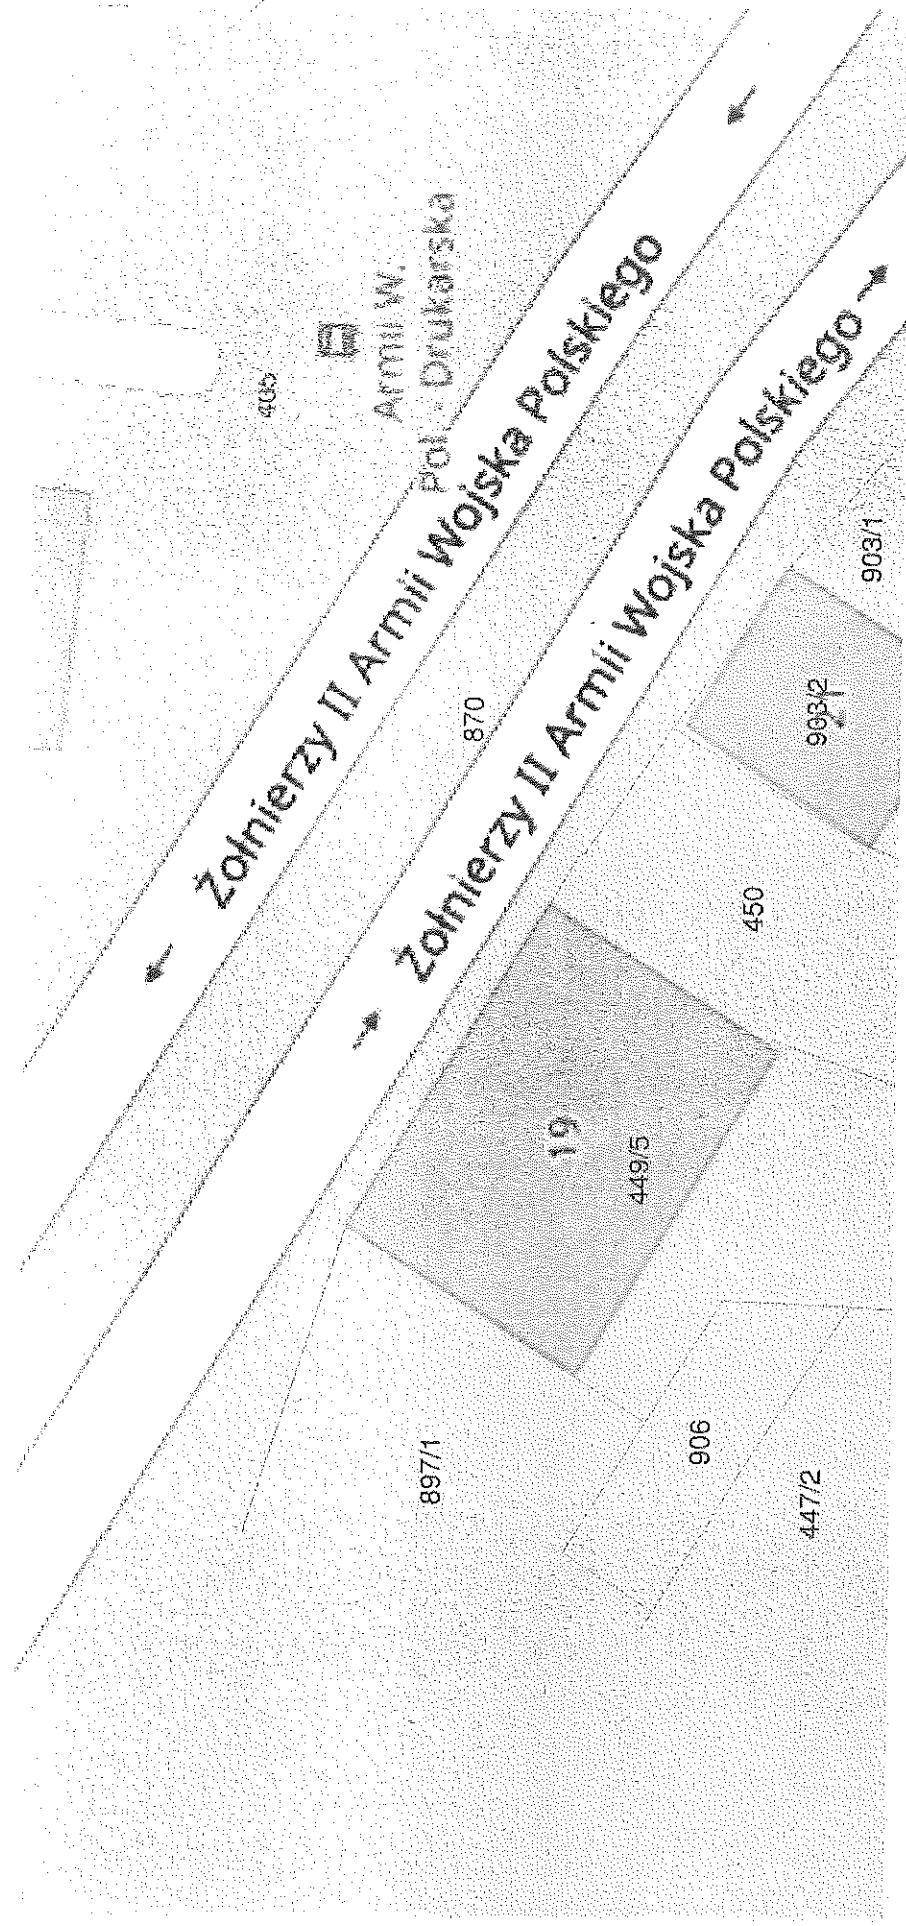 405
Armii W.
Pol. - Drukarska
Żołnierzy II Armii Wojska Polskiego
870
Żołnierzy II Armii Wojska Polskiego
903/1
903/2
450
19
449/5
897/1
906
447/2